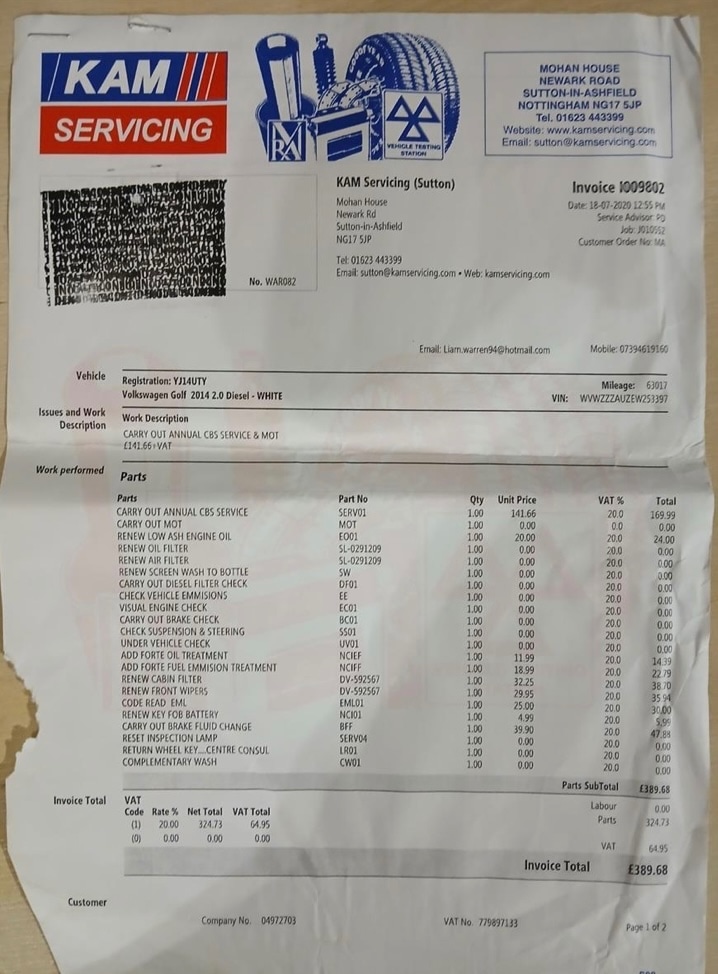 KAM
SERVICING
GOODYEAR
MRA
VEHICLE TESTING
STATION
MOHAN HOUSE
NEWARK ROAD
SUTTON-IN-ASHFIELD
NOTTINGHAM NG17 5JP
Tel. 01623 443399
Website: www.kamservicing.com
Email: sutton@kamservicing.com
No. WAR082
KAM Servicing (Sutton)
Mohan House
Newark Rd
Sutton-in-Ashfield
NG17 5JP
Tel: 01623 443399
Email: sutton@kamservicing.com • Web: kamservicing.com
Invoice I009802
Date: 18-07-2020 12:55 PM
Service Advisor: PD
Job: J010552
Customer Order No: MA
Email: Liam.warren94@hotmail.com Mobile: 07394619160
Vehicle
Registration: YJ14UTY Mileage: 63017
Volkswagen Golf 2014 2.0 Diesel - WHITE VIN: WVWZZZAUZEW253397
Issues and Work Description
Work Description
CARRY OUT ANNUAL CBS SERVICE & MOT
£141.66+VAT
Work performed
Parts
Parts Part No Qty Unit Price VAT % Total
CARRY OUT ANNUAL CBS SERVICE SERV01 1.00 141.66 20.0 169.99
CARRY OUT MOT MOT 1.00 0.00 0.0 0.00
RENEW LOW ASH ENGINE OIL EO01 1.00 20.00 20.0 24.00
RENEW OIL FILTER SL-0291209 1.00 0.00 20.0 0.00
RENEW AIR FILTER SL-0291209 1.00 0.00 20.0 0.00
RENEW SCREEN WASH TO BOTTLE SW 1.00 0.00 20.0 0.00
CARRY OUT DIESEL FILTER CHECK DF01 1.00 0.00 20.0 0.00
CHECK VEHICLE EMMISIONS EE 1.00 0.00 20.0 0.00
VISUAL ENGINE CHECK EC01 1.00 0.00 20.0 0.00
CARRY OUT BRAKE CHECK BC01 1.00 0.00 20.0 0.00
CHECK SUSPENSION & STEERING SS01 1.00 0.00 20.0 0.00
UNDER VEHICLE CHECK UV01 1.00 0.00 20.0 0.00
ADD FORTE OIL TREATMENT NCIEF 1.00 11.99 20.0 14.39
ADD FORTE FUEL EMMISION TREATMENT NCIFF 1.00 18.99 20.0 22.79
RENEW CABIN FILTER DV-592567 1.00 32.25 20.0 38.70
RENEW FRONT WIPERS DV-592567 1.00 29.95 20.0 35.94
CODE READ EML EML01 1.00 25.00 20.0 30.00
RENEW KEY FOB BATTERY NCI01 1.00 4.99 20.0 5.99
CARRY OUT BRAKE FLUID CHANGE BFF 1.00 39.90 20.0 47.88
RESET INSPECTION LAMP SERV04 1.00 0.00 20.0 0.00
RETURN WHEEL KEY....CENTRE CONSUL LR01 1.00 0.00 20.0 0.00
COMPLEMENTARY WASH CW01 1.00 0.00 20.0 0.00
Parts SubTotal £389.68
Invoice Total
VAT
Code Rate % Net Total VAT Total
(1) 20.00 324.73 64.95
(0) 0.00 0.00 0.00
Labour 0.00
Parts 324.73
VAT 64.95
Invoice Total £389.68
Customer
Company No. 04972703 VAT No. 779897133 Page 1 of 2